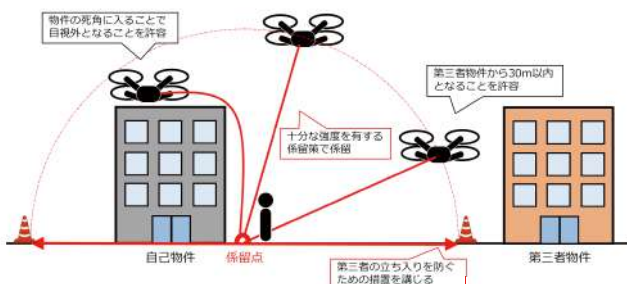 物件の死角に入ることで
目視外となることを許容
第三者物件から30m以内
となることを許容
十分な強度を有する
係留索で係留
自己物件
係留点
第三者物件
第三者の立ち入りを防ぐ
ための措置を講じる